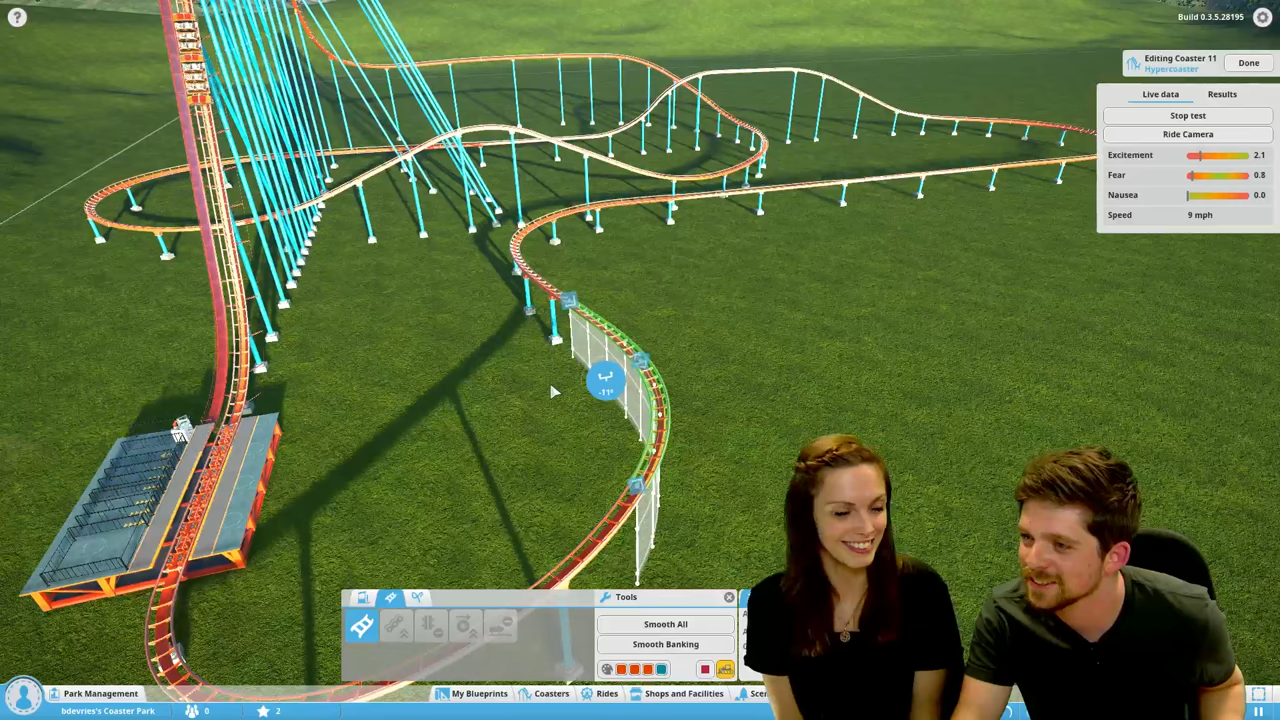 ?
Build 0.3.5.28195
Editing Coaster 11
Hypercoaster
Done
Live data
Results
Stop test
Ride Camera
Excitement 2.1
Fear 0.8
Nausea 0.0
Speed 9 mph
-11°
Tools
Smooth All
Smooth Banking
Park Management
My Blueprints
Coasters
Rides
Shops and Facilities
bdevries's Coaster Park
0
2